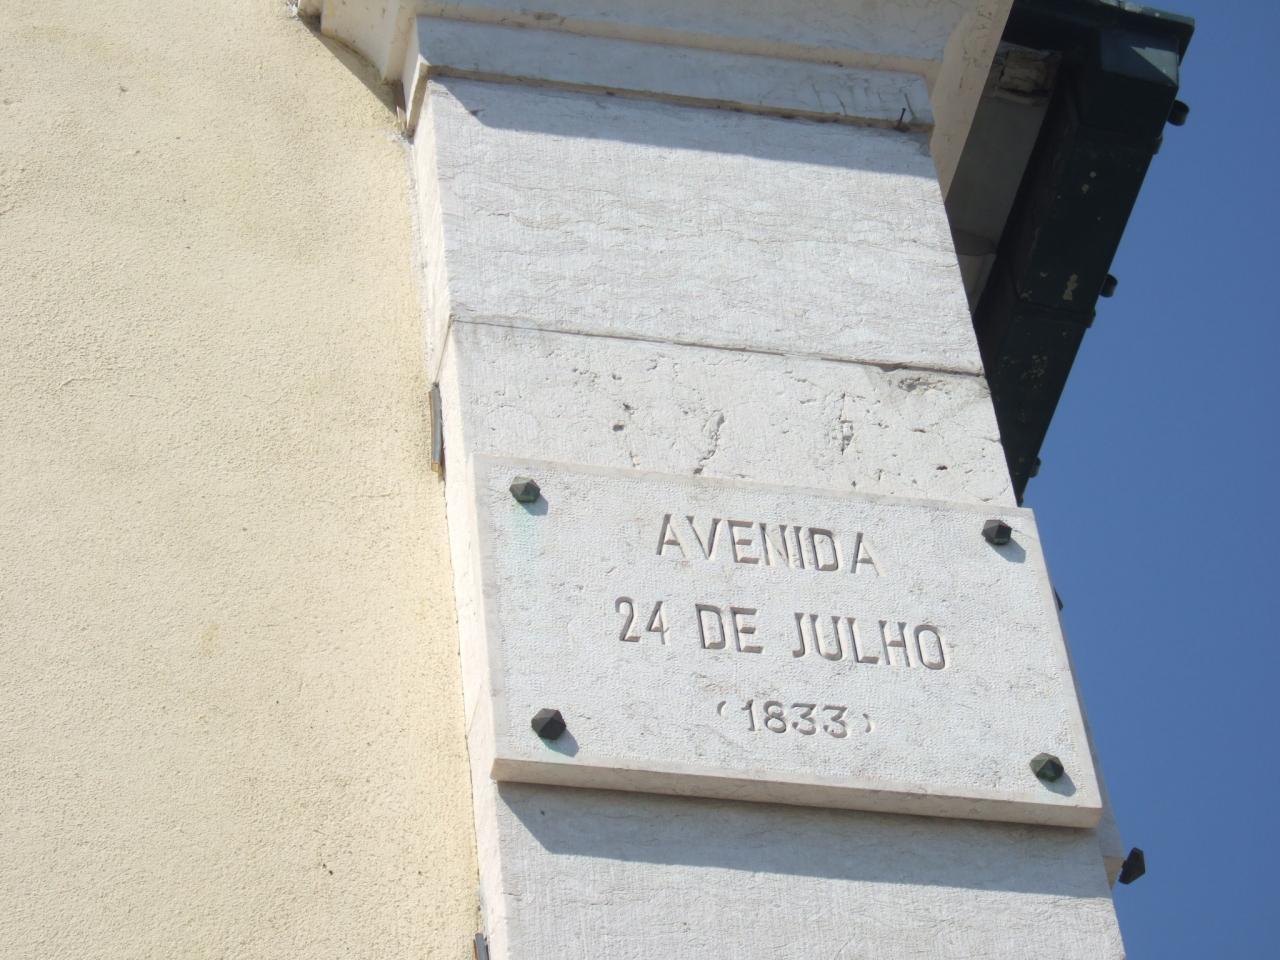 AVENIDA
24 DE JULHO
(1833)